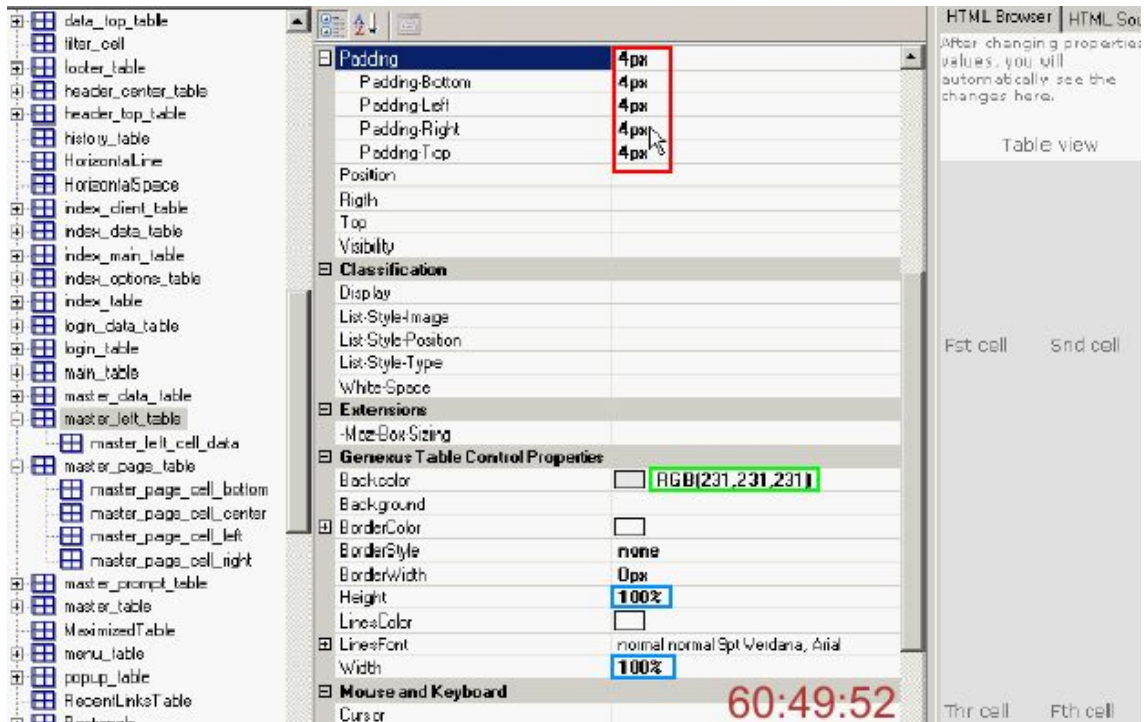 data_top_table
filter_cell
footer_table
header_center_table
header_top_table
history_table
HorizontalLine
HorizontalSpace
index_client_table
index_data_table
index_main_table
index_options_table
index_table
login_data_table
login_table
main_table
master_data_table
master_left_table
master_left_cell_data
master_page_table
master_page_cell_bottom
master_page_cell_center
master_page_cell_left
master_page_cell_right
master_prompt_table
master_table
MaximizedTable
menu_table
popup_table
RecentLinksTable
Padding 4px
Padding-Bottom 4px
Padding-Left 4px
Padding-Right 4px
Padding-Top 4px
Position
Rigth
Top
Visibility
Classification
Display
List-Style-Image
List-Style-Position
List-Style-Type
White-Space
Extensions
-Moz-Box-Sizing
Genexus Table Control Properties
Backcolor RGB(231,231,231)
Background
BorderColor
BorderStyle none
BorderWidth 0px
Height 100%
LinesColor
LinesFont normal normal 9pt Verdana, Arial
Width 100%
Mouse and Keyboard
Cursor
60:49:52
HTML Browser HTML Sou
After changing properties
values, you will
automatically see the
changes here.
Table view
Fst cell Snd cell
Thr cell Fth cell